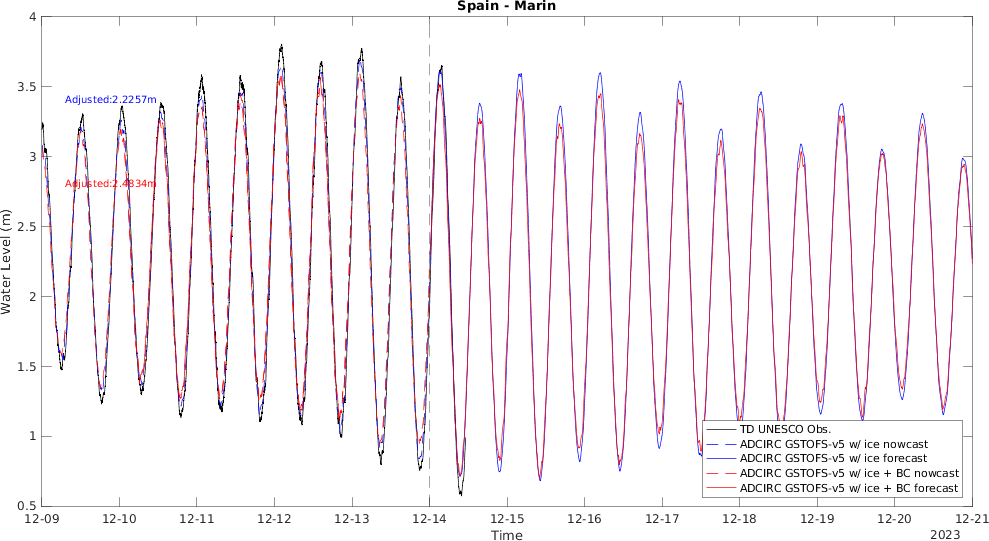 Spain - Marin
4
3.5
3
2.5
2
1.5
1
0.5
Water Level (m)
Adjusted:2.2257m
Adjusted:2.4834m
TD UNESCO Obs.
ADCIRC GSTOFS-v5 w/ ice nowcast
ADCIRC GSTOFS-v5 w/ ice forecast
ADCIRC GSTOFS-v5 w/ ice + BC nowcast
ADCIRC GSTOFS-v5 w/ ice + BC forecast
12-09 12-10 12-11 12-12 12-13 12-14 12-15 12-16 12-17 12-18 12-19 12-20 12-21
Time
2023